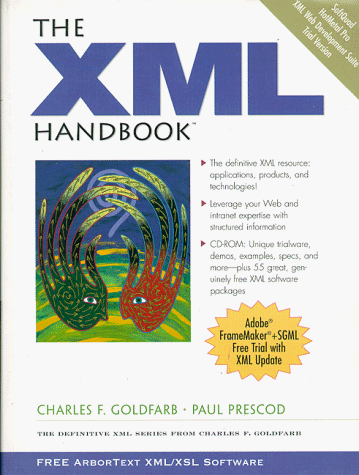 THE
XML
HANDBOOK™
SoftQuad
HoTMetaL Pro
XML Web Development Suite
Trial Version
The definitive XML resource:
applications, products, and
technologies!
Leverage your Web and
intranet expertise with
structured information
CD-ROM: Unique trialware,
demos, examples, specs, and
more—plus 55 great, gen-
uinely free XML software
packages
Adobe®
FrameMaker®+SGML
Free Trial with
XML Update
CHARLES F. GOLDFARB • PAUL PRESCOD
THE DEFINITIVE XML SERIES FROM CHARLES F. GOLDFARB
FREE ARBORTEXT XML/XSL SOFTWARE